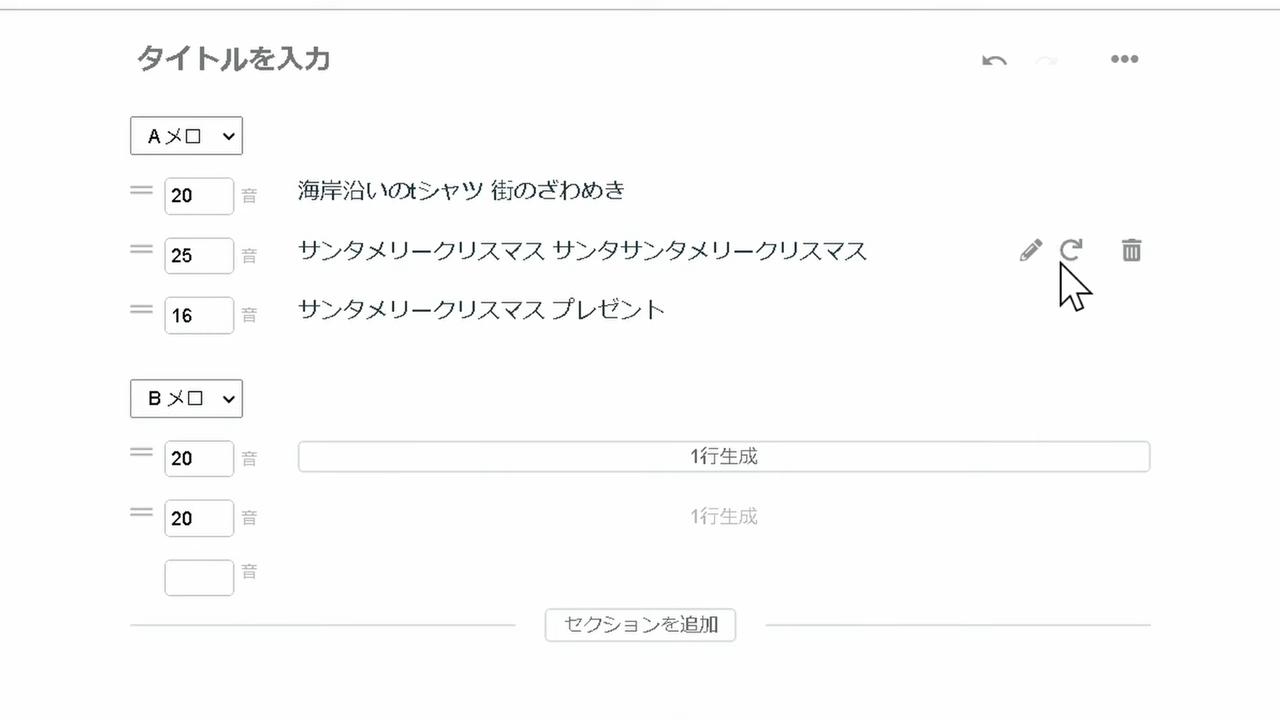 タイトルを入力
Aメロ
20 音 海岸沿いのtシャツ 街のざわめき
25 音 サンタメリークリスマス サンタサンタメリークリスマス
16 音 サンタメリークリスマス プレゼント
Bメロ
20 音 1行生成
20 音 1行生成
音
セクションを追加